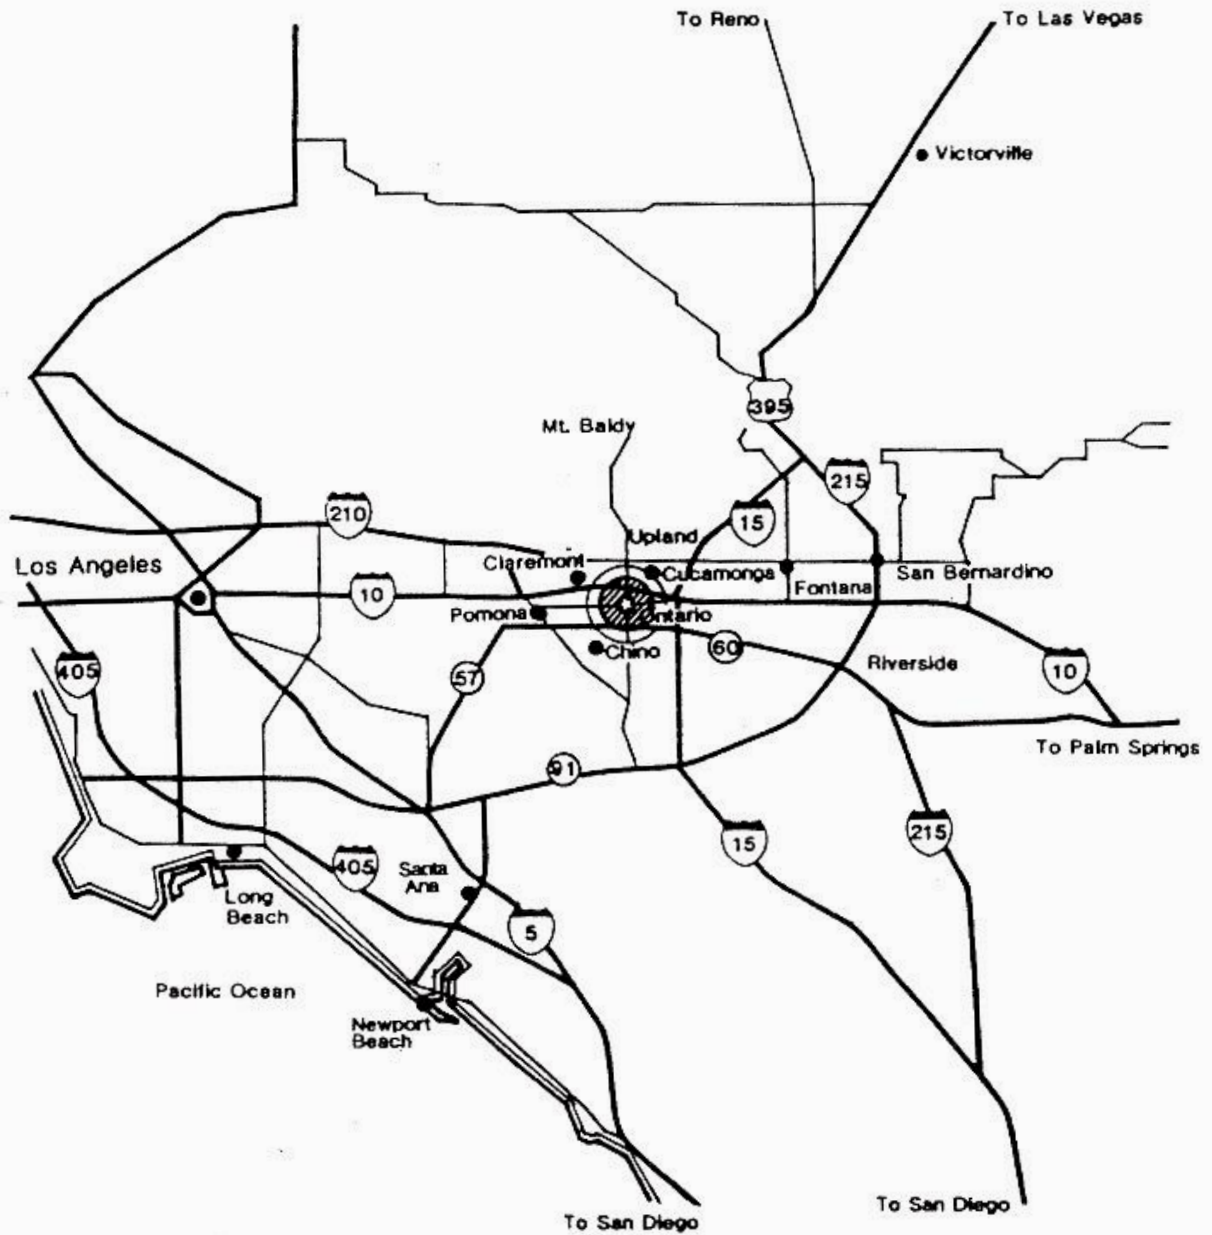 To Reno
To Las Vegas
Victorville
395
Mt. Baldy
215
210
15
Upland
Los Angeles
Claremont
Cucamonga
San Bernardino
10
Fontana
Pomona
Ontario
60
Chino
Riverside
405
57
10
To Palm Springs
91
15
215
405
Santa
Ana
Long
Beach
5
Pacific Ocean
Newport
Beach
To San Diego
To San Diego